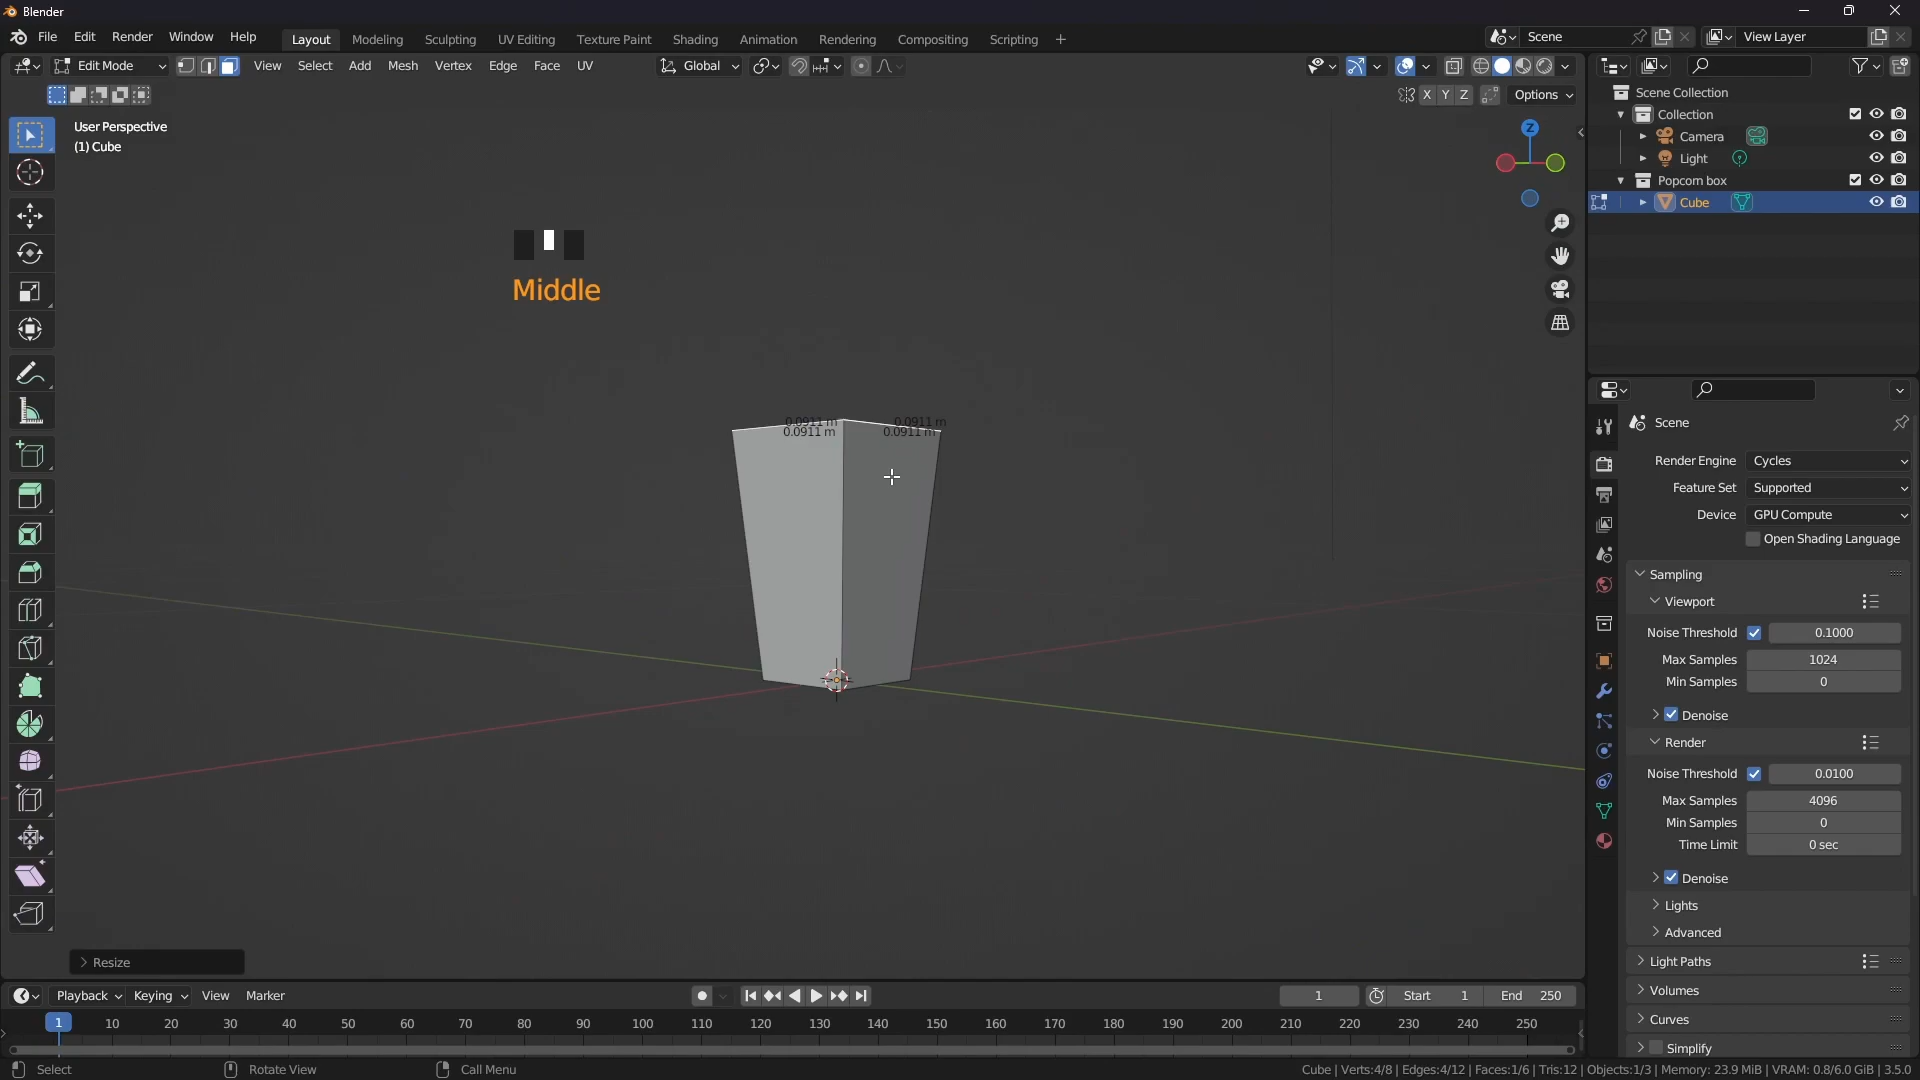 Blender
File Edit Render Window Help
Layout Modeling Sculpting UV Editing Texture Paint Shading Animation Rendering Compositing Scripting +
Scene
View Layer
Edit Mode
View Select Add Mesh Vertex Edge Face UV
Global
X Y Z
Options
User Perspective
(1) Cube
Z
Middle
0.0911 m
0.0911 m
0.0911 m
0.0911 m
Resize
Scene Collection
Collection
Camera
Light
Popcorn box
Cube
Scene
Render Engine Cycles
Feature Set Supported
Device GPU Compute
Open Shading Language
Sampling
Viewport
Noise Threshold 0.1000
Max Samples 1024
Min Samples 0
Denoise
Render
Noise Threshold 0.0100
Max Samples 4096
Min Samples 0
Time Limit 0 sec
Denoise
Lights
Advanced
Light Paths
Volumes
Curves
Simplify
Playback Keying View Marker
1
Start 1 End 250
1 10 20 30 40 50 60 70 80 90 100 110 120 130 140 150 160 170 180 190 200 210 220 230 240 250
Select Rotate View Call Menu
Cube | Verts:4/8 | Edges:4/12 | Faces:1/6 | Tris:12 | Objects:1/3 | Memory: 23.9 MiB | VRAM: 0.8/6.0 GiB | 3.5.0